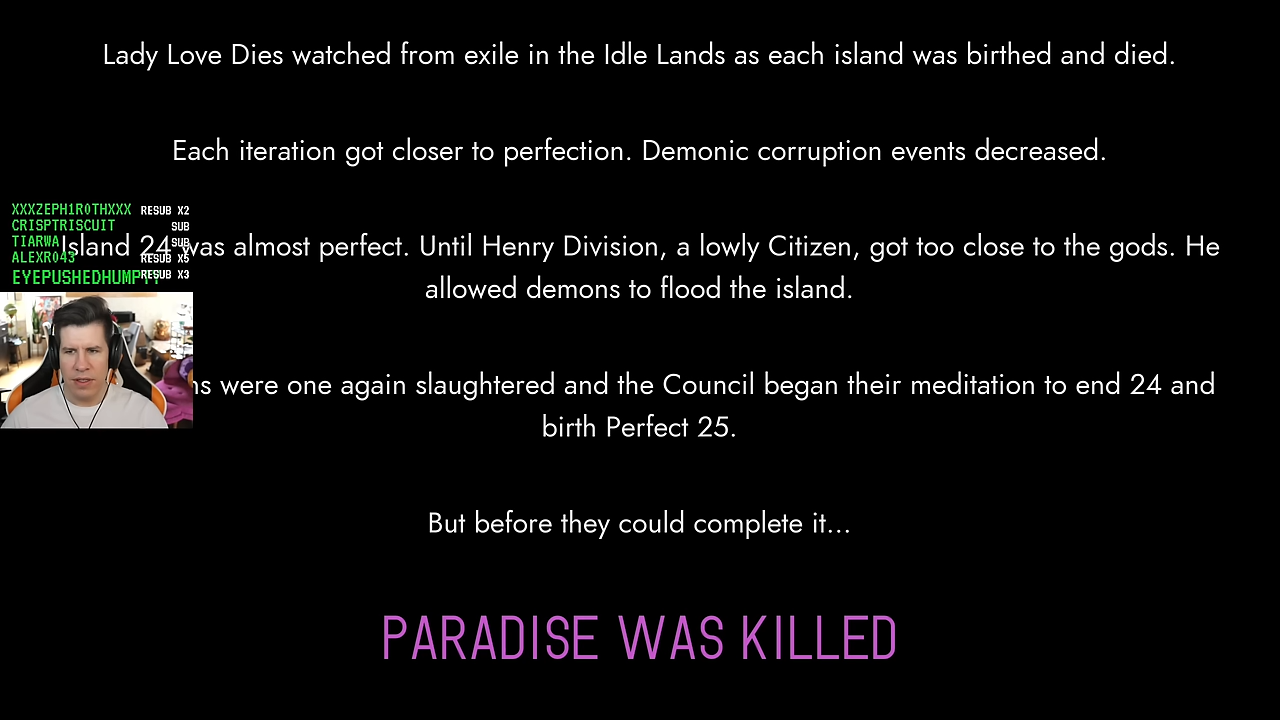 Lady Love Dies watched from exile in the Idle Lands as each island was birthed and died.
Each iteration got closer to perfection. Demonic corruption events decreased.
XXXZEPH1R0THXXX RESUB X2
CRISPTRISCUIT SUB
TIARWA SUB
ALEXR043 RESUB X5
EYEPUSHEDHUMPTY RESUB X3
Island 24 was almost perfect. Until Henry Division, a lowly Citizen, got too close to the gods. He
allowed demons to flood the island.
were one again slaughtered and the Council began their meditation to end 24 and
birth Perfect 25.
But before they could complete it...
PARADISE WAS KILLED